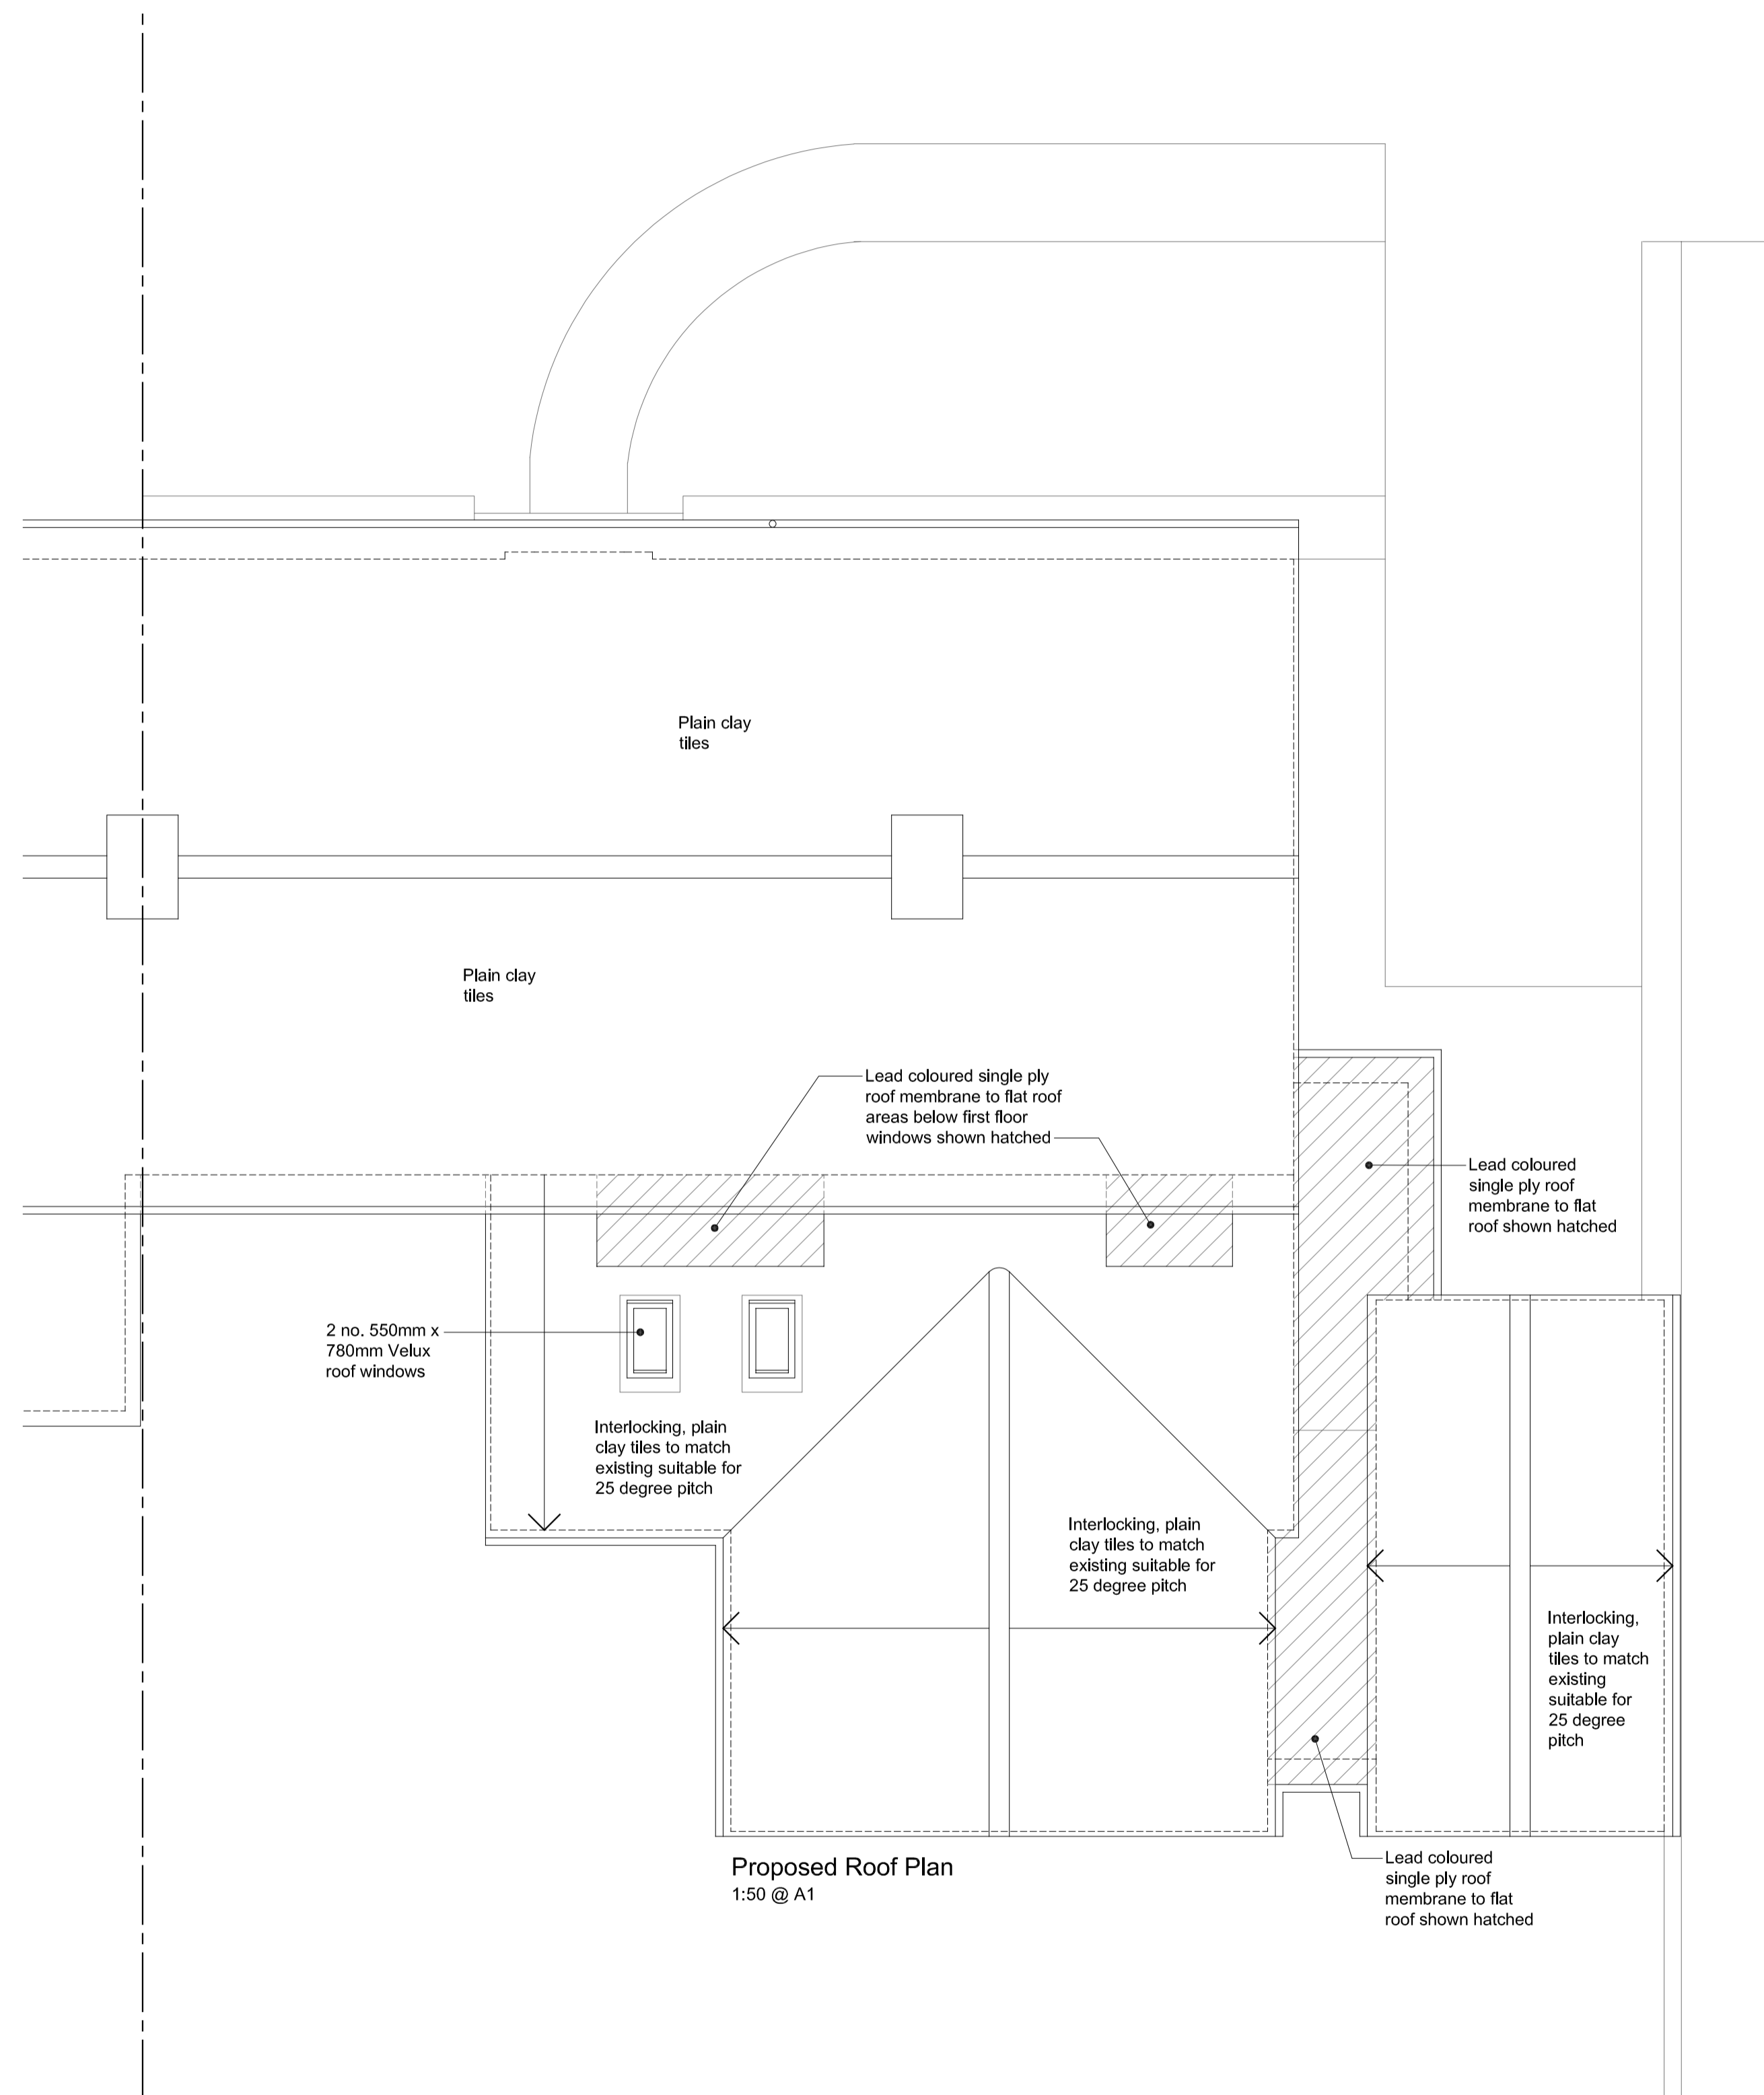 Plain clay
tiles
Plain clay
tiles
Lead coloured single ply
roof membrane to flat roof
areas below first floor
windows shown hatched
Lead coloured
single ply roof
membrane to flat
roof shown hatched
2 no. 550mm x
780mm Velux
roof windows
Interlocking, plain
clay tiles to match
existing suitable for
25 degree pitch
Interlocking, plain
clay tiles to match
existing suitable for
25 degree pitch
Interlocking,
plain clay
tiles to match
existing
suitable for
25 degree
pitch
Lead coloured
single ply roof
membrane to flat
roof shown hatched
Proposed Roof Plan
1:50 @ A1